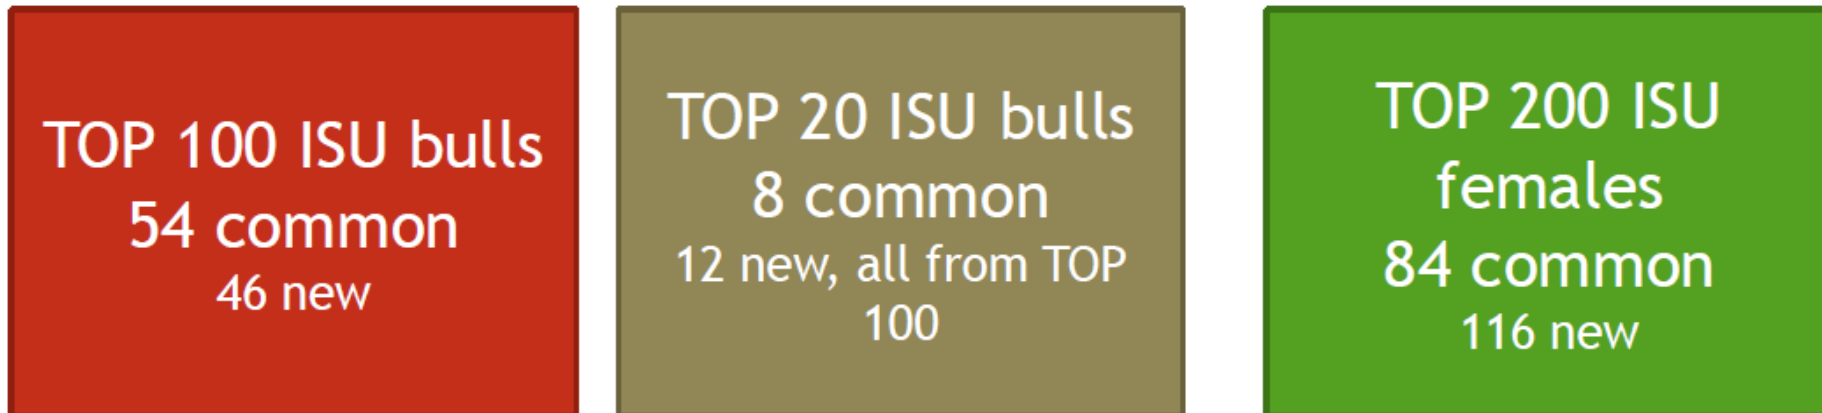 TOP 100 ISU bulls
54 common
46 new
TOP 20 ISU bulls
8 common
12 new, all from TOP
100
TOP 200 ISU
females
84 common
116 new